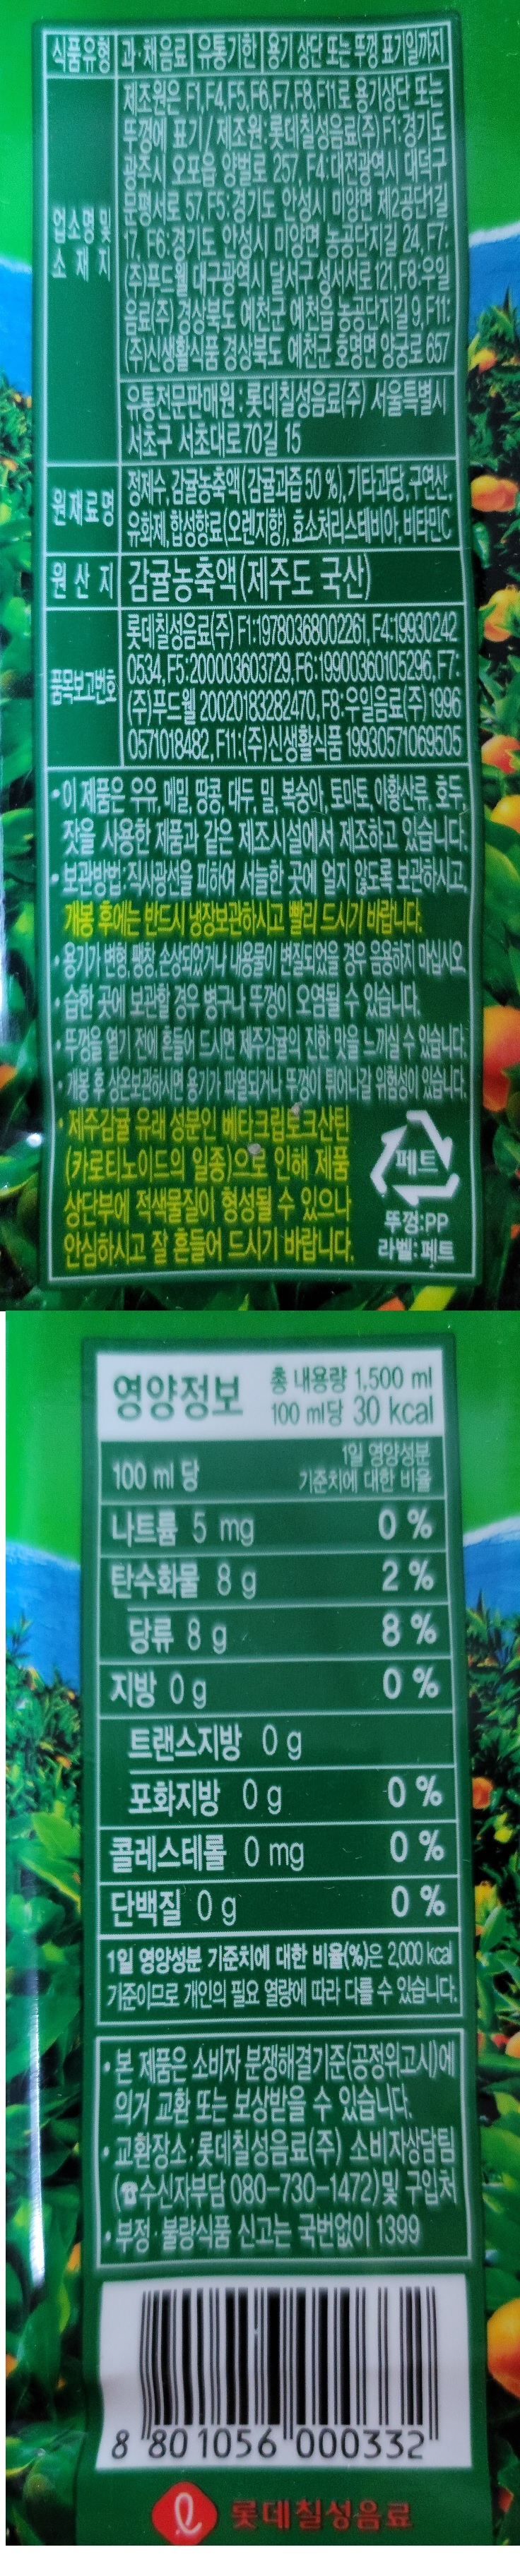 식품유형 과·채음료 유통기한 용기 상단 또는 뚜껑 표기일까지
업소명 및 소재지
제조원은 F1,F4,F5,F6,F7,F8,F11로 용기상단 또는
뚜껑에 표기 / 제조원:롯데칠성음료(주) F1:경기도
광주시 오포읍 양벌로 257, F4:대전광역시 대덕구
문평서로 57, F5:경기도 안성시 미양면 제2공단1길
17, F6:경기도 안성시 미양면 농공단지길 24, F7:
(주)푸드웰 대구광역시 달서구 성서서로 121, F8:우일
음료(주) 경상북도 예천군 예천읍 농공단지길 9, F11:
(주)신생활식품 경상북도 예천군 호명면 양궁로 657
유통전문판매원:롯데칠성음료(주) 서울특별시
서초구 서초대로70길 15
원재료명
정제수, 감귤농축액(감귤과즙 50 %), 기타과당, 구연산,
유화제, 합성향료(오렌지향), 효소처리스테비아, 비타민C
원산지 감귤농축액(제주도 국산)
품목보고번호
롯데칠성음료(주) F1:19780368002261, F4:19930242
0534, F5:200003603729, F6:19900360105296, F7:
(주)푸드웰 20020183282470, F8:우일음료(주) 1996
0571018482, F11:(주)신생활식품 19930571069505
•이 제품은 우유, 메밀, 땅콩, 대두, 밀, 복숭아, 토마토, 아황산류, 호두,
잣을 사용한 제품과 같은 제조시설에서 제조하고 있습니다.
•보관방법:직사광선을 피하여 서늘한 곳에 얼지 않도록 보관하시고,
개봉 후에는 반드시 냉장보관하시고 빨리 드시기 바랍니다.
•용기가 변형, 팽창, 손상되었거나 내용물이 변질되었을 경우 음용하지 마십시오.
•습한 곳에 보관할 경우 병구나 뚜껑이 오염될 수 있습니다.
•뚜껑을 열기 전에 흔들어 드시면 제주감귤의 진한 맛을 느끼실 수 있습니다.
•개봉 후 상온보관하시면 용기가 파열되거나 뚜껑이 튀어나갈 위험성이 있습니다.
•제주감귤 유래 성분인 베타크립토크산틴
(카로티노이드의 일종)으로 인해 제품
상단부에 적색물질이 형성될 수 있으나
안심하시고 잘 흔들어 드시기 바랍니다.
페트
뚜껑:PP
라벨:페트
영양정보
총 내용량 1,500 ml
100 ml당 30 kcal
100 ml 당 1일 영양성분 기준치에 대한 비율
나트륨 5 mg 0 %
탄수화물 8 g 2 %
당류 8 g 8 %
지방 0 g 0 %
트랜스지방 0 g
포화지방 0 g 0 %
콜레스테롤 0 mg 0 %
단백질 0 g 0 %
1일 영양성분 기준치에 대한 비율(%)은 2,000 kcal
기준이므로 개인의 필요 열량에 따라 다를 수 있습니다.
•본 제품은 소비자 분쟁해결기준(공정위고시)에
의거 교환 또는 보상받을 수 있습니다.
•교환장소:롯데칠성음료(주) 소비자상담팀
(☎수신자부담 080-730-1472) 및 구입처
•부정·불량식품 신고는 국번없이 1399
8 801056 000332
롯데칠성음료